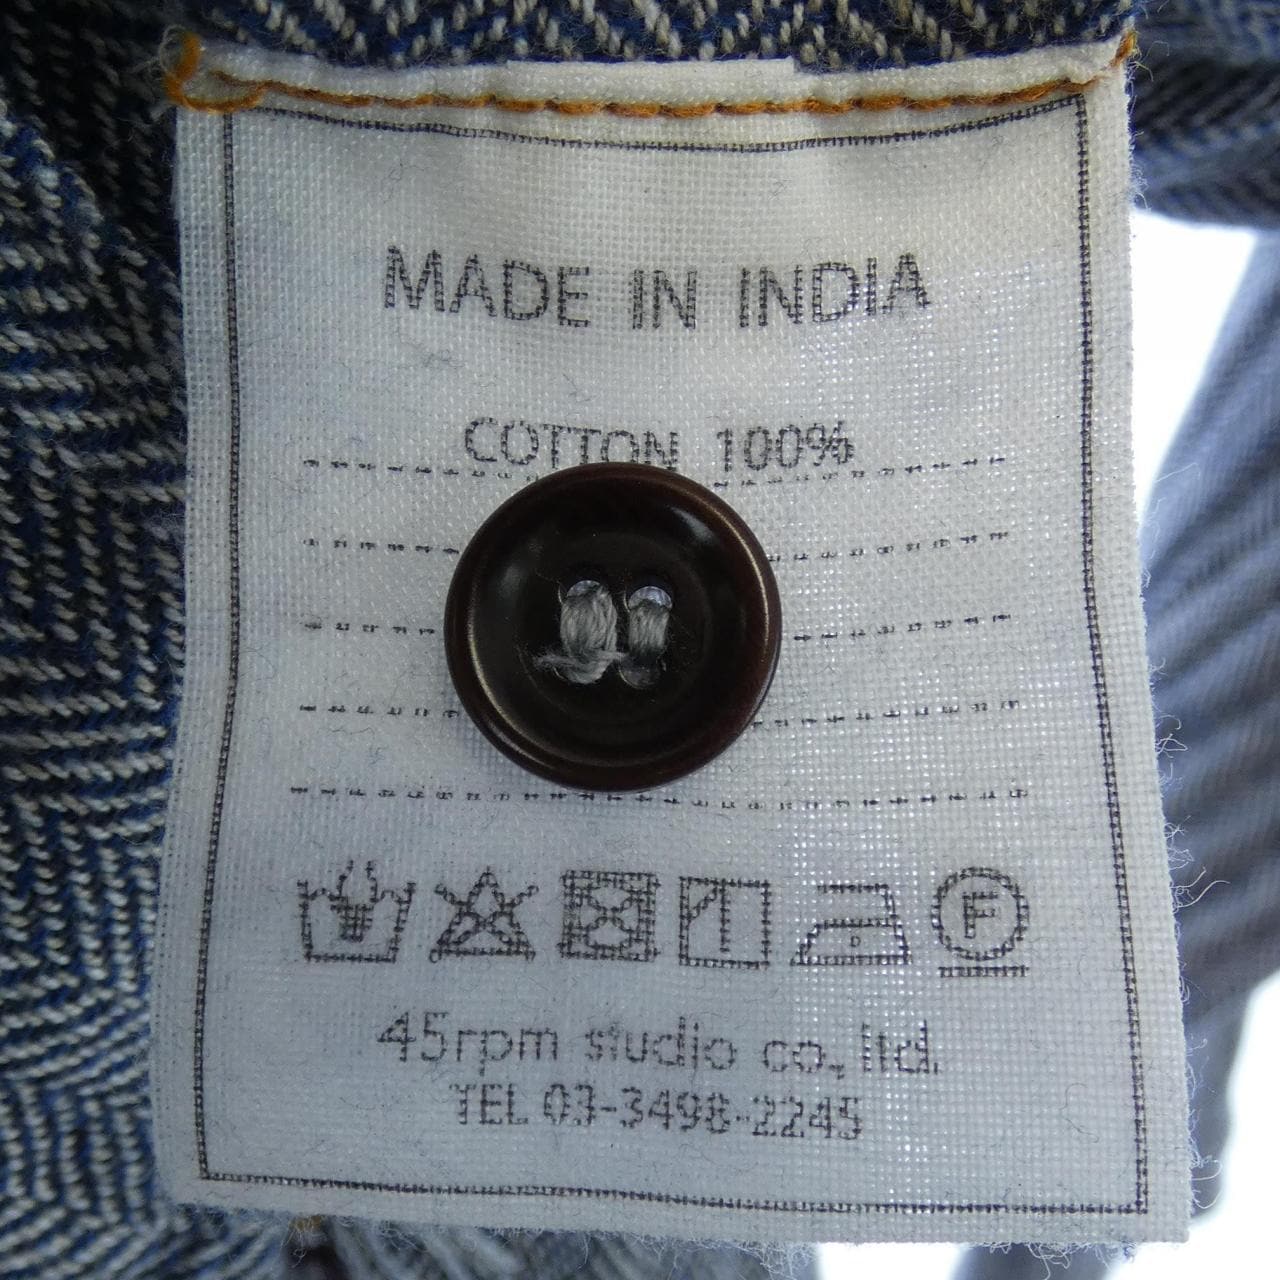 MADE IN INDIA
COTTON 100%
F
45rpm studio co., ltd.
TEL 03-3498-2245